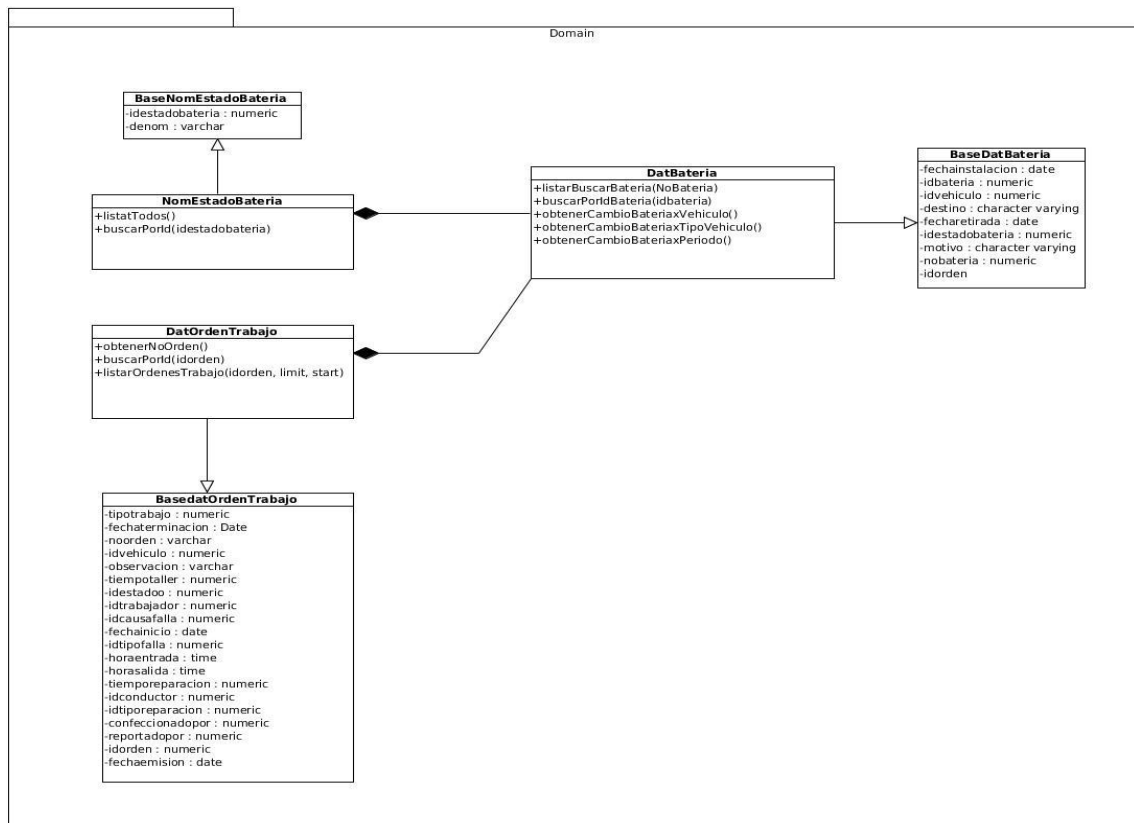 Domain
BaseNomEstadoBateria
-idestadobateria : numeric
-denom : varchar
NomEstadoBateria
+listatTodos()
+buscarPorId(idestadobateria)
DatBateria
+listarBuscarBateria(NoBateria)
+buscarPorIdBateria(idbateria)
+obtenerCambioBateriaxVehiculo()
+obtenerCambioBateriaxTipoVehiculo()
+obtenerCambioBateriaxPeriodo()
BaseDatBateria
-fechainstalacion : date
-idbateria : numeric
-idvehiculo : numeric
-destino : character varying
-fecharetirada : date
-idestadobateria : numeric
-motivo : character varying
-nobateria : numeric
-idorden
DatOrdenTrabajo
+obtenerNoOrden()
+buscarPorId(idorden)
+listarOrdenesTrabajo(idorden, limit, start)
BasedatOrdenTrabajo
-tipotrabajo : numeric
-fechaterminacion : Date
-noorden : varchar
-idvehiculo : numeric
-observacion : varchar
-tiempotaller : numeric
-idestadoo : numeric
-idtrabajador : numeric
-idcausafalla : numeric
-fechainicio : date
-idtipofalla : numeric
-horaentrada : time
-horasalida : time
-tiemporeparacion : numeric
-idconductor : numeric
-idtiporeparacion : numeric
-confeccionadopor : numeric
-reportadopor : numeric
-idorden : numeric
-fechaemision : date